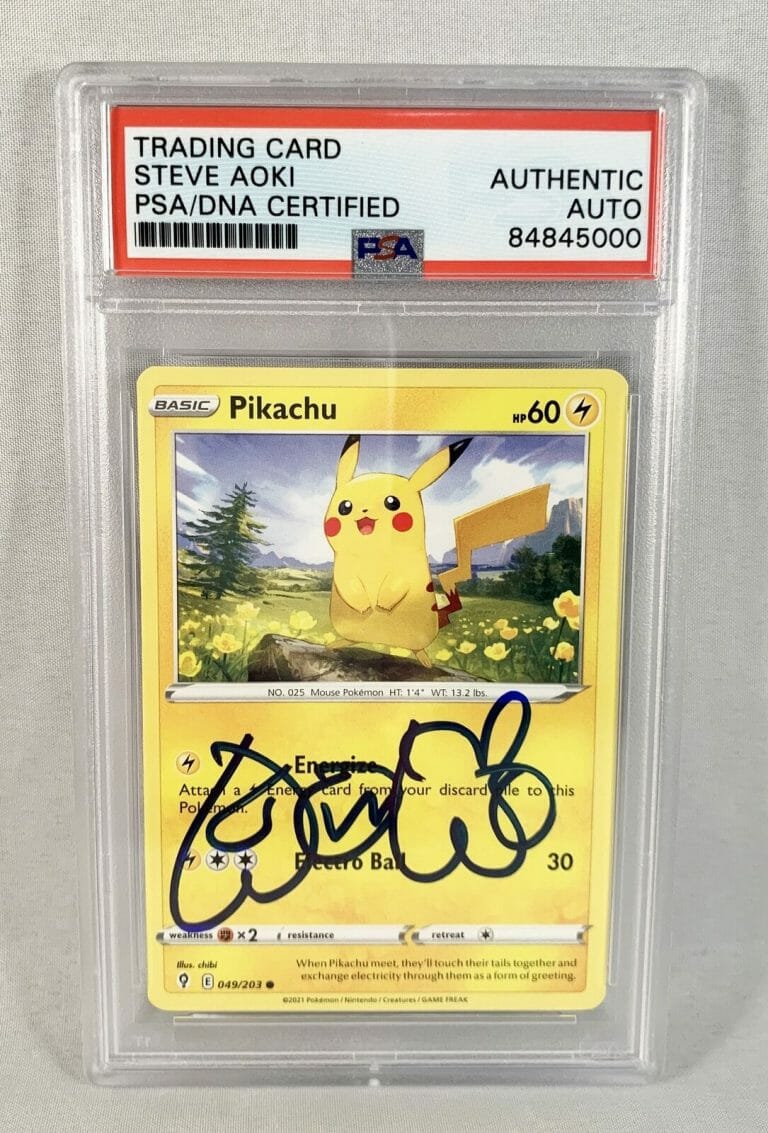 TRADING CARD
STEVE AOKI
PSA/DNA CERTIFIED
AUTHENTIC
AUTO
84845000
PSA
BASIC Pikachu HP60
NO. 025 Mouse Pokémon HT: 1'4" WT: 13.2 lbs.
Energize
Attach a Energy card from your discard pile to this
Pokémon.
Electro Ball 30
weakness ×2 resistance retreat
Illus. chibi
When Pikachu meet, they'll touch their tails together and
exchange electricity through them as a form of greeting.
E 049/203
©2021 Pokémon / Nintendo / Creatures / GAME FREAK